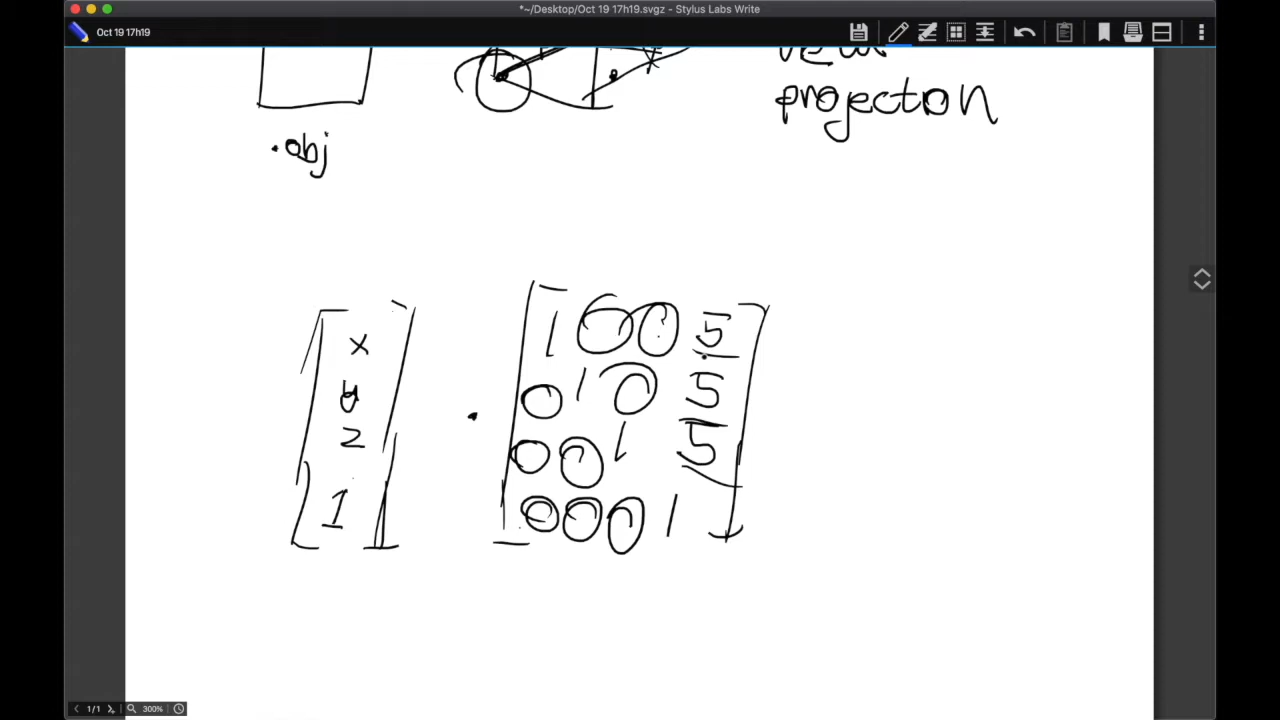 *~/Desktop/Oct 19 17h19.svgz - Stylus Labs Write
Oct 19 17h19
projection
.obj
x
y
z
1
1 0 0 5
0 1 0 5
0 0 1 5
0 0 0 1
1/1
300%